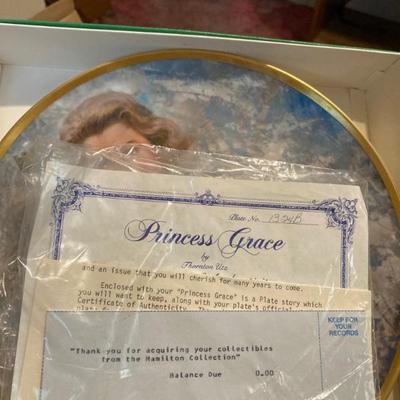 Plate No. 1324B
Princess Grace
by
Thornton Utz
and an issue that you will cherish for many years to come.
Enclosed with your "Princess Grace" is a Plate story which
you will want to keep, along with your plate's official
Certificate of Authenticity. The
KEEP FOR
YOUR
RECORDS
"Thank you for acquiring your collectibles
from the Hamilton Collection"
Balance Due 0.00